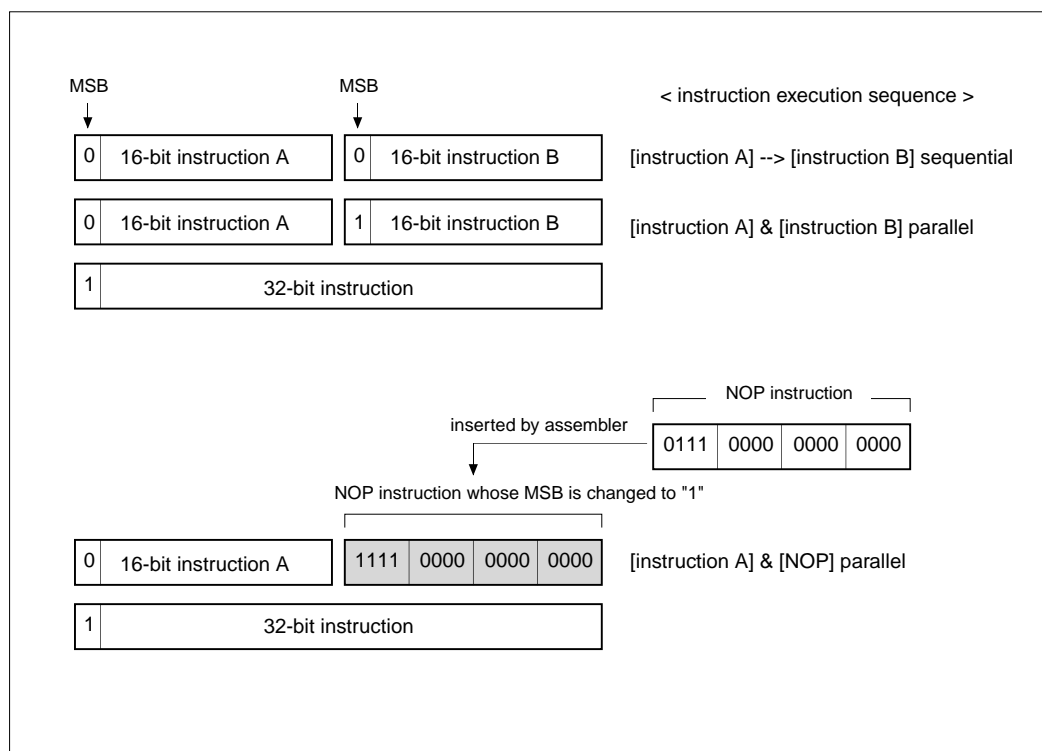 MSB MSB < instruction execution sequence >
0 16-bit instruction A 0 16-bit instruction B [instruction A] --> [instruction B] sequential
0 16-bit instruction A 1 16-bit instruction B [instruction A] & [instruction B] parallel
1 32-bit instruction
NOP instruction
inserted by assembler
0111 0000 0000 0000
NOP instruction whose MSB is changed to "1"
0 16-bit instruction A 1111 0000 0000 0000 [instruction A] & [NOP] parallel
1 32-bit instruction